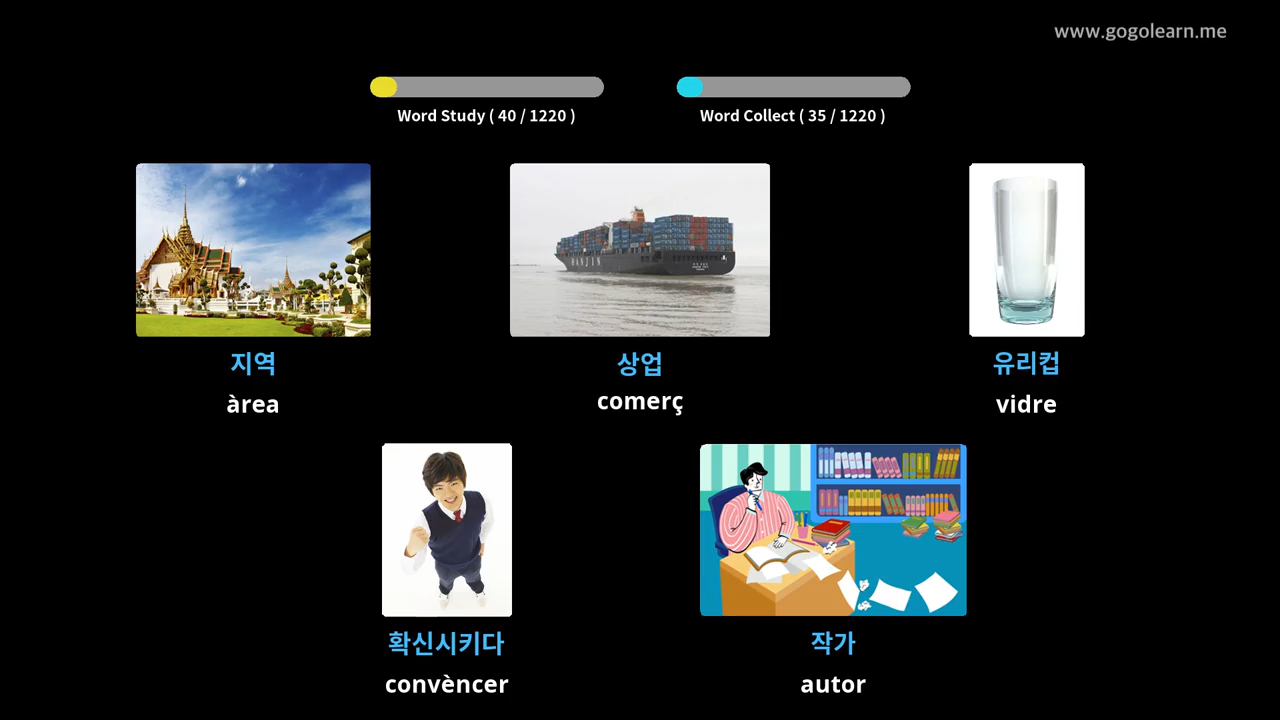 www.gogolearn.me
Word Study ( 40 / 1220 )
Word Collect ( 35 / 1220 )
HANJIN
지역
상업
유리컵
àrea
comerç
vidre
확신시키다
작가
convèncer
autor